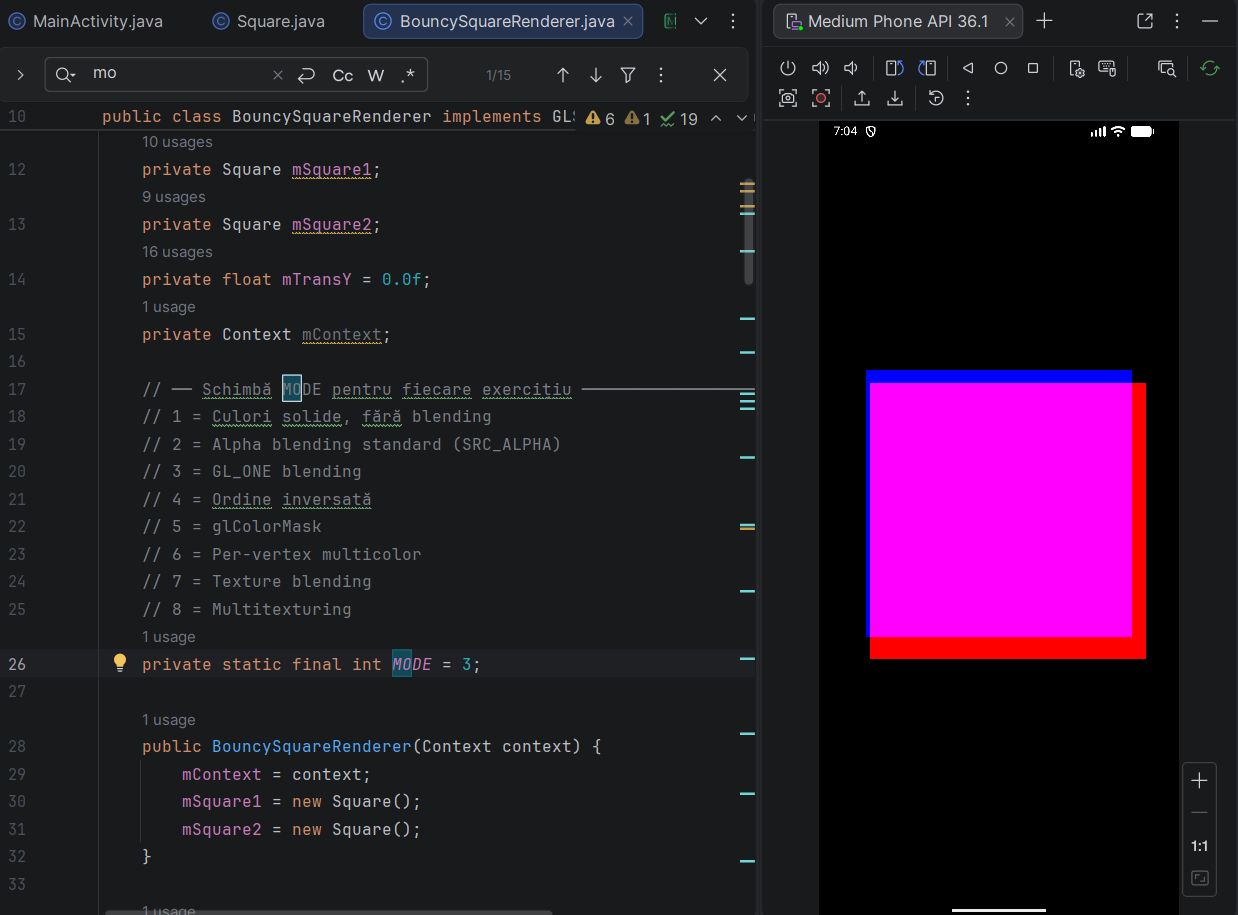 MainActivity.java
Square.java
BouncySquareRenderer.java
Medium Phone API 36.1
mo
Cc
W
.*
1/15
10 public class BouncySquareRenderer implements GLS
6 1 19
10 usages
12 private Square mSquare1;
9 usages
13 private Square mSquare2;
16 usages
14 private float mTransY = 0.0f;
1 usage
15 private Context mContext;
16
17 // ── Schimbă MODE pentru fiecare exercițiu ──────────────
18 // 1 = Culori solide, fără blending
19 // 2 = Alpha blending standard (SRC_ALPHA)
20 // 3 = GL_ONE blending
21 // 4 = Ordine inversată
22 // 5 = glColorMask
23 // 6 = Per-vertex multicolor
24 // 7 = Texture blending
25 // 8 = Multitexturing
1 usage
26 private static final int MODE = 3;
27
1 usage
28 public BouncySquareRenderer(Context context) {
29 mContext = context;
30 mSquare1 = new Square();
31 mSquare2 = new Square();
32 }
33
1 usage
7:04
1:1